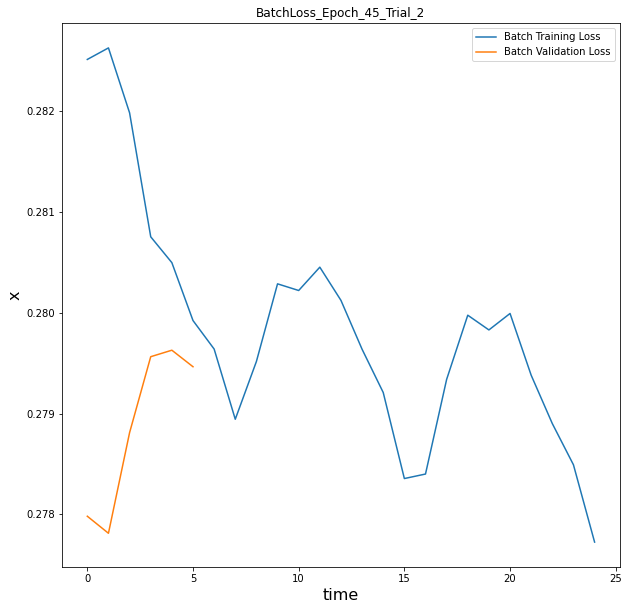 BatchLoss_Epoch_45_Trial_2
Batch Training Loss
Batch Validation Loss
0.282
0.281
0.280
0.279
0.278
x
0
5
10
15
20
25
time